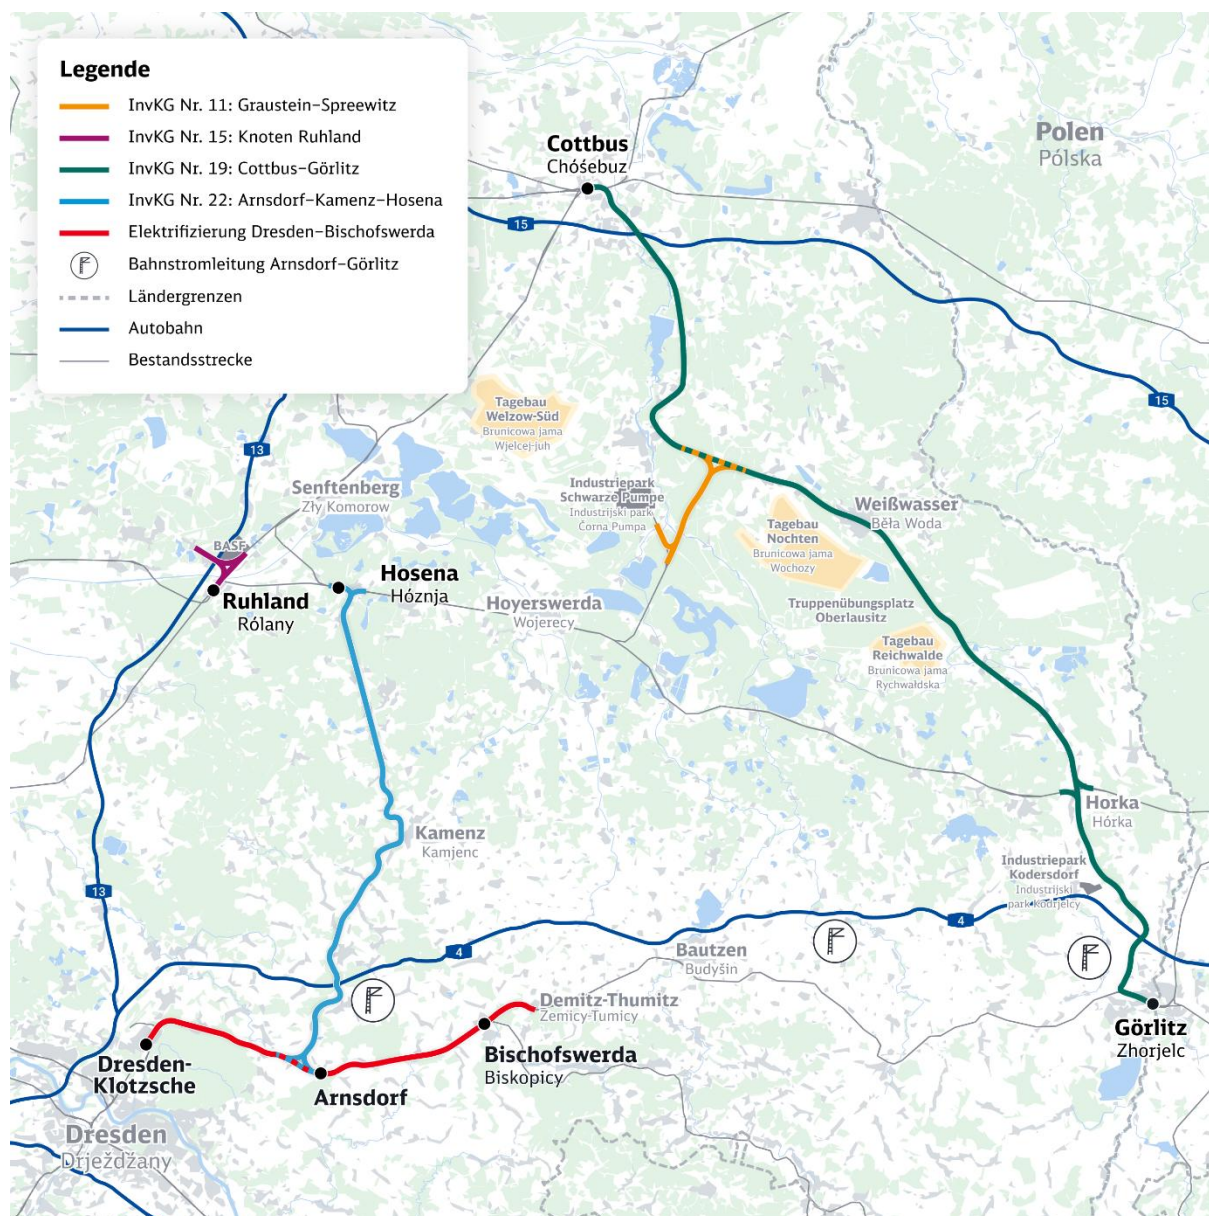 Legende
InvKG Nr. 11: Graustein–Spreewitz
InvKG Nr. 15: Knoten Ruhland
InvKG Nr. 19: Cottbus–Görlitz
InvKG Nr. 22: Arnsdorf–Kamenz–Hosena
Elektrifizierung Dresden–Bischofswerda
Bahnstromleitung Arnsdorf–Görlitz
Ländergrenzen
Autobahn
Bestandsstrecke
Cottbus
Chóśebuz
Polen
Pólska
15
15
13
Tagebau
Welzow-Süd
Brunicowa jama
Wjelcej-juh
Senftenberg
Zły Komorow
Industriepark
Schwarze Pumpe
Industrijski park
Čorna Pumpa
Weißwasser
Běła Woda
Tagebau
Nochten
Brunicowa jama
Wochozy
BASF
Ruhland
Rólany
Hosena
Hóznja
Hoyerswerda
Wojerecy
Truppenübungsplatz
Oberlausitz
Tagebau
Reichwalde
Brunicowa jama
Rychwałdska
Kamenz
Kamjenc
Horka
Hórka
Industriepark
Kodersdorf
Industrijski
park Kodrjelcy
13
4
4
Bautzen
Budyšin
Demitz-Thumitz
Zemicy-Tumicy
Görlitz
Zhorjelc
Bischofswerda
Biskopicy
Dresden-
Klotzsche
Arnsdorf
Dresden
Drježdźany